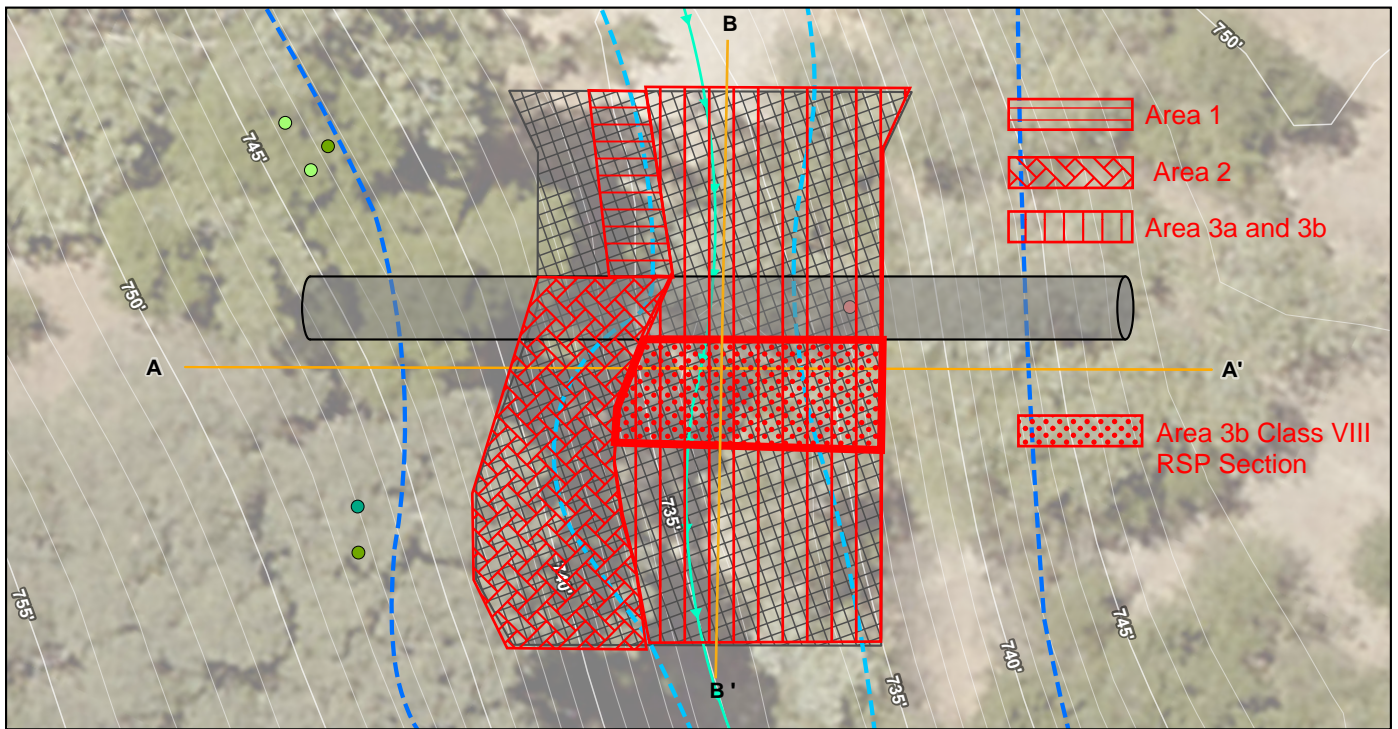 B
750'
Area 1
745'
Area 2
Area 3a and 3b
750'
A
A'
Area 3b Class VIII
RSP Section
735'
740'
755'
745'
740'
735'
B '